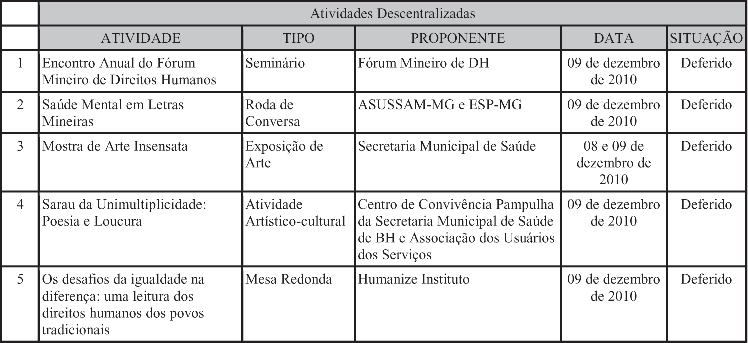 Atividades Descentralizadas
ATIVIDADE TIPO PROPONENTE DATA SITUAÇÃO
1 Encontro Anual do Fórum Mineiro de Direitos Humanos Seminário Fórum Mineiro de DH 09 de dezembro de 2010 Deferido
2 Saúde Mental em Letras Mineiras Roda de Conversa ASUSSAM-MG e ESP-MG 09 de dezembro de 2010 Deferido
3 Mostra de Arte Insensata Exposição de Arte Secretaria Municipal de Saúde 08 e 09 de dezembro de 2010 Deferido
4 Sarau da Unimultiplicidade: Poesia e Loucura Atividade Artístico-cultural Centro de Convivência Pampulha da Secretaria Municipal de Saúde de BH e Associação dos Usuários dos Serviços 09 de dezembro de 2010 Deferido
5 Os desafios da igualdade na diferença: uma leitura dos direitos humanos dos povos tradicionais Mesa Redonda Humanize Instituto 09 de dezembro de 2010 Deferido